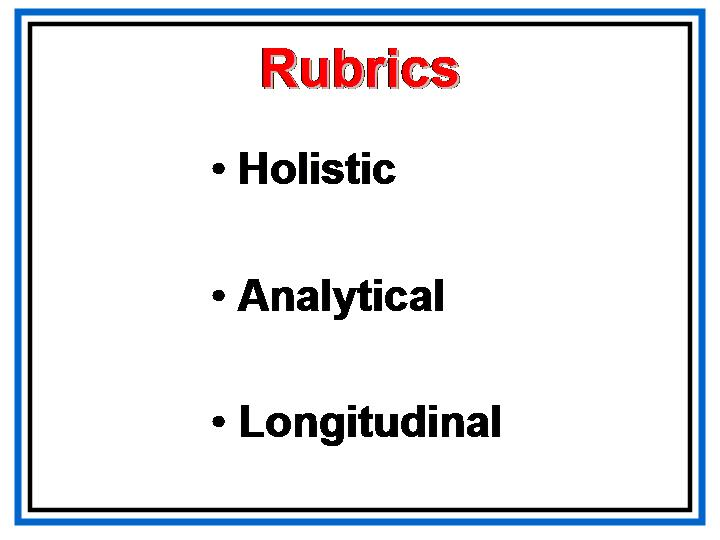 Rubrics
• Holistic
• Analytical
• Longitudinal